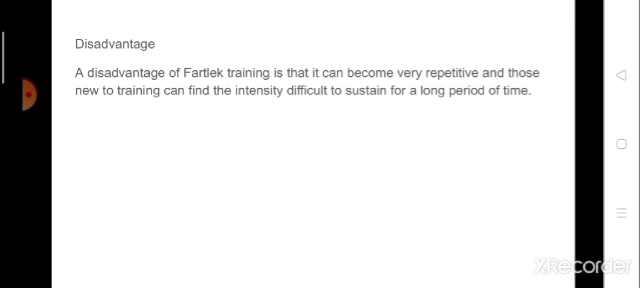 Disadvantage
A disadvantage of Fartlek training is that it can become very repetitive and those
new to training can find the intensity difficult to sustain for a long period of time.
XRecorder